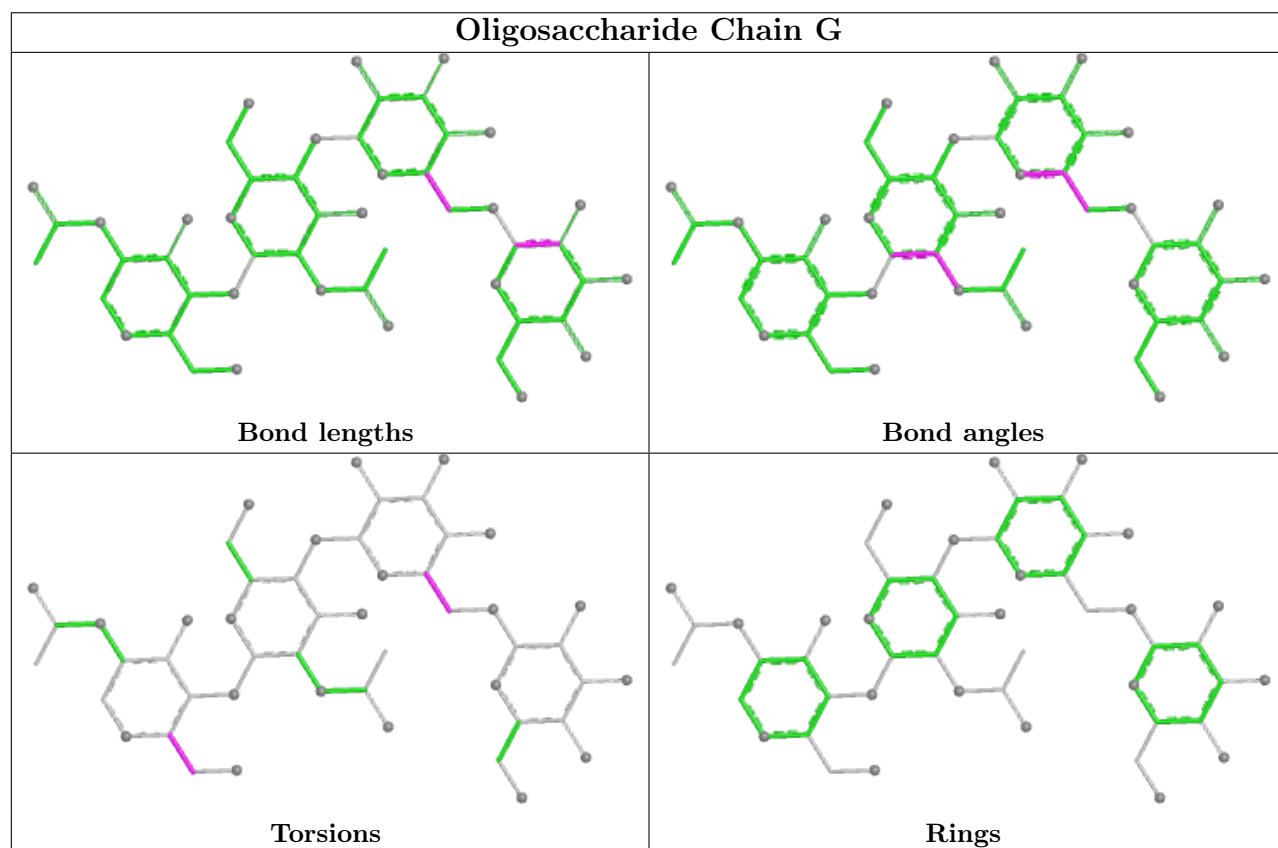 Oligosaccharide Chain G
Bond lengths
Bond angles
Torsions
Rings